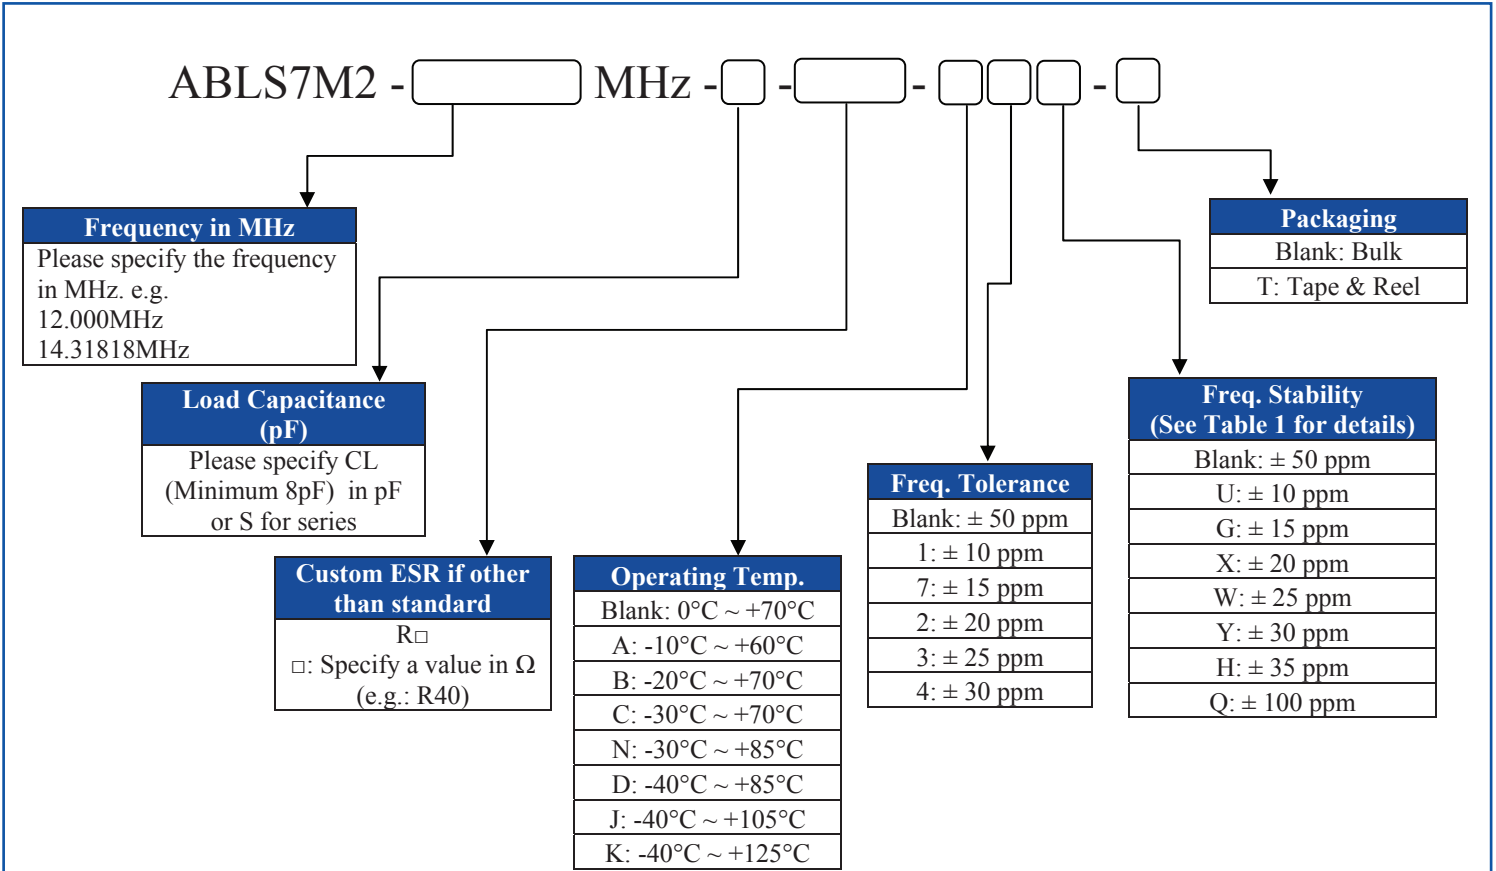 ABLS7M2 - MHz - - - -
Frequency in MHz
Please specify the frequency
in MHz. e.g.
12.000MHz
14.31818MHz
Load Capacitance
(pF)
Please specify CL
(Minimum 8pF) in pF
or S for series
Custom ESR if other
than standard
R□
□: Specify a value in Ω
(e.g.: R40)
Operating Temp.
Blank: 0°C ~ +70°C
A: -10°C ~ +60°C
B: -20°C ~ +70°C
C: -30°C ~ +70°C
N: -30°C ~ +85°C
D: -40°C ~ +85°C
J: -40°C ~ +105°C
K: -40°C ~ +125°C
Freq. Tolerance
Blank: ± 50 ppm
1: ± 10 ppm
7: ± 15 ppm
2: ± 20 ppm
3: ± 25 ppm
4: ± 30 ppm
Freq. Stability
(See Table 1 for details)
Blank: ± 50 ppm
U: ± 10 ppm
G: ± 15 ppm
X: ± 20 ppm
W: ± 25 ppm
Y: ± 30 ppm
H: ± 35 ppm
Q: ± 100 ppm
Packaging
Blank: Bulk
T: Tape & Reel